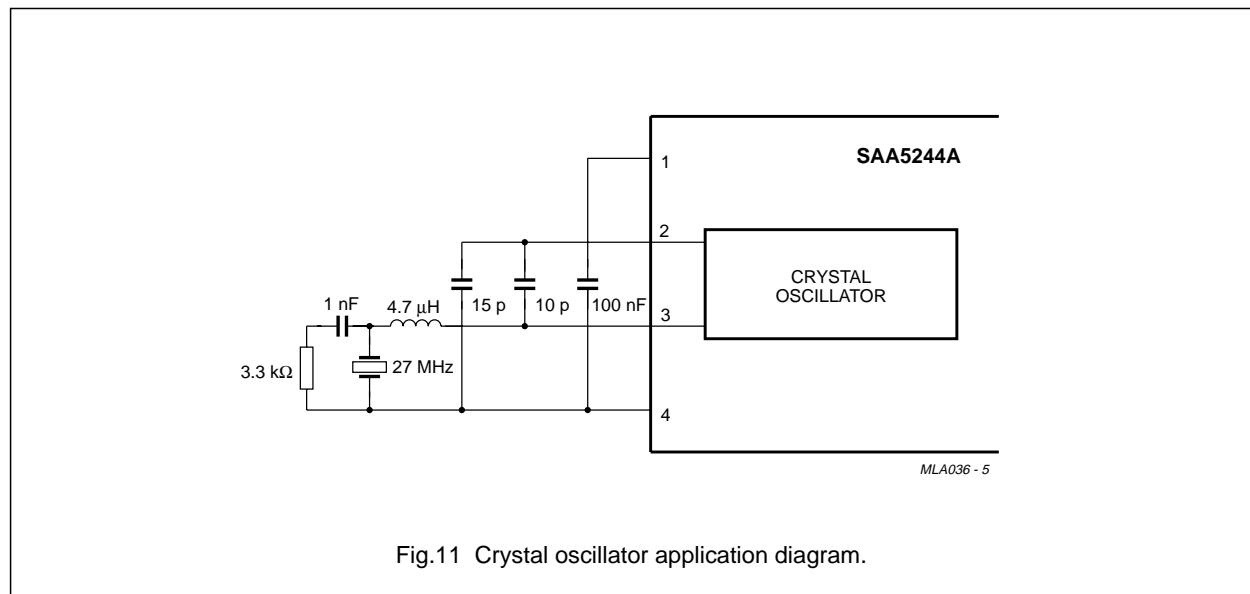 SAA5244A
1
2
CRYSTAL
OSCILLATOR
1 nF
4.7 μH
15 p
10 p
100 nF
3
3.3 kΩ
27 MHz
4
MLA036 - 5
Fig.11 Crystal oscillator application diagram.